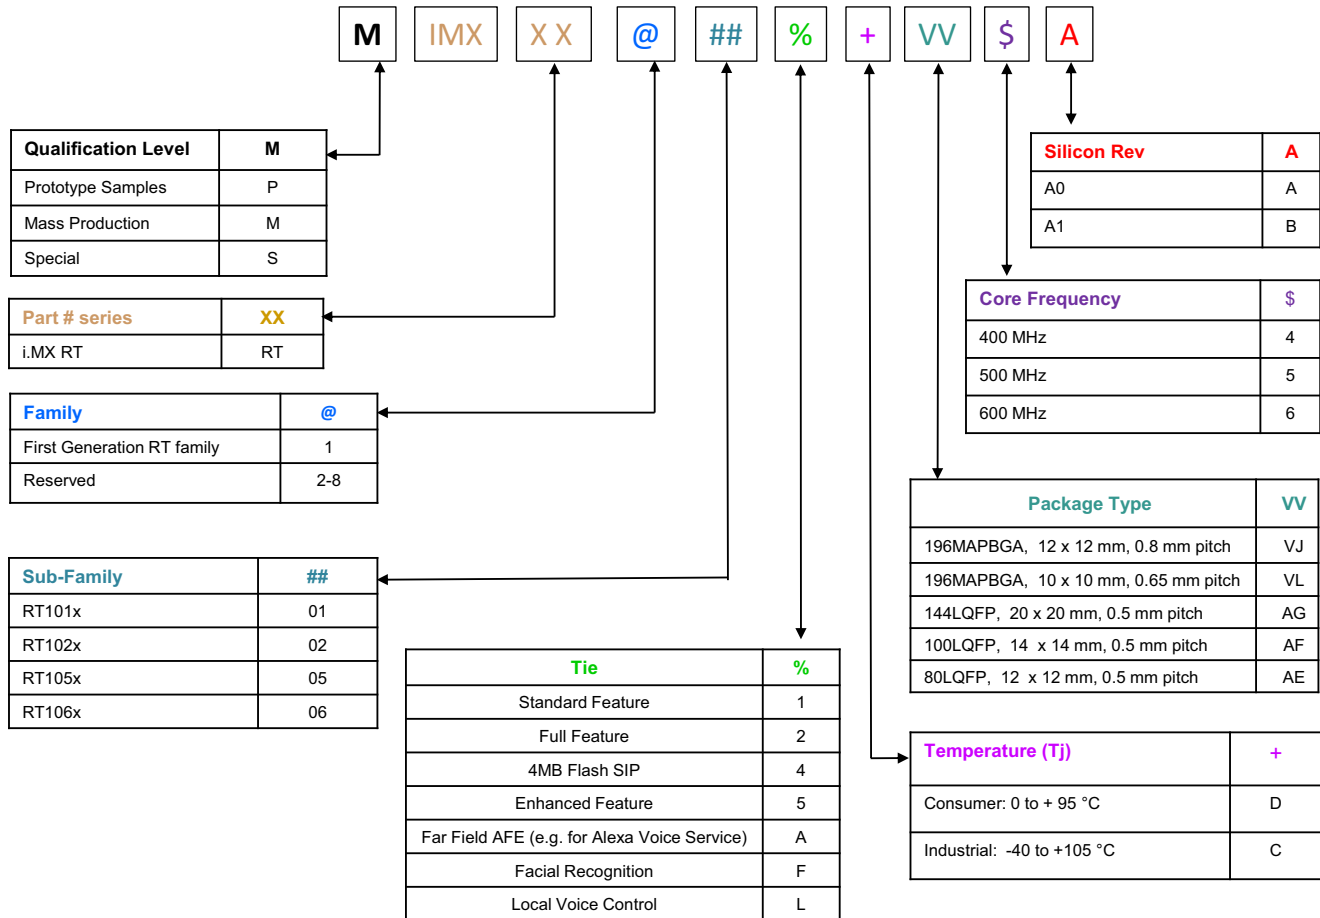 M IMX X X @ ## % + VV $ A
Qualification Level M
Prototype Samples P
Mass Production M
Special S
Part # series XX
i.MX RT RT
Family @
First Generation RT family 1
Reserved 2-8
Sub-Family ##
RT101x 01
RT102x 02
RT105x 05
RT106x 06
Tie %
Standard Feature 1
Full Feature 2
4MB Flash SIP 4
Enhanced Feature 5
Far Field AFE (e.g. for Alexa Voice Service) A
Facial Recognition F
Local Voice Control L
Silicon Rev A
A0 A
A1 B
Core Frequency $
400 MHz 4
500 MHz 5
600 MHz 6
Package Type VV
196MAPBGA, 12 x 12 mm, 0.8 mm pitch VJ
196MAPBGA, 10 x 10 mm, 0.65 mm pitch VL
144LQFP, 20 x 20 mm, 0.5 mm pitch AG
100LQFP, 14 x 14 mm, 0.5 mm pitch AF
80LQFP, 12 x 12 mm, 0.5 mm pitch AE
Temperature (Tj) +
Consumer: 0 to + 95 °C D
Industrial: -40 to +105 °C C